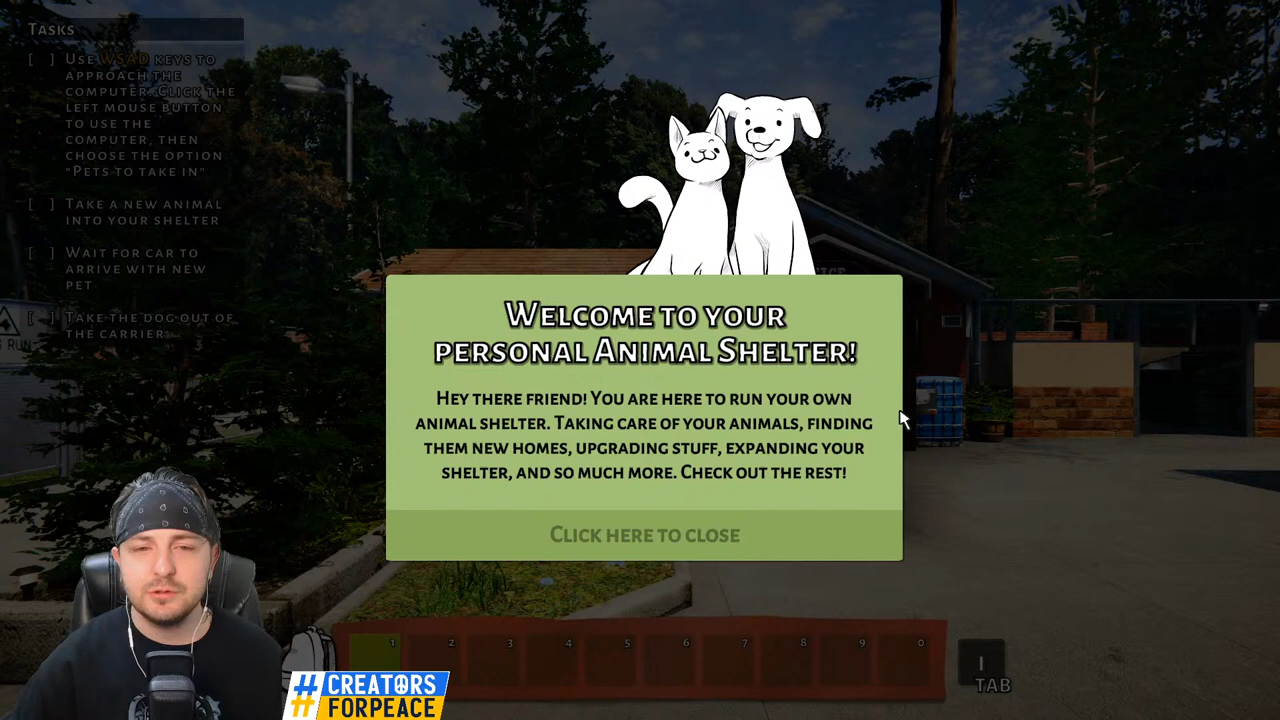 Tasks
[ ] Use WSAD keys to
approach the
computer. Click the
left mouse button
to use the
computer, then
choose the option
"Pets to take in"
[ ] Take a new animal
into your shelter
[ ] Wait for car to
arrive with new
pet
[ ] Take the dog out of
the carrier
Welcome to your
personal Animal Shelter!
Hey there friend! You are here to run your own
animal shelter. Taking care of your animals, finding
them new homes, upgrading stuff, expanding your
shelter, and so much more. Check out the rest!
Click here to close
1 2 3 4 5 6 7 8 9 0
I
TAB
#CREATORS
#FORPEACE